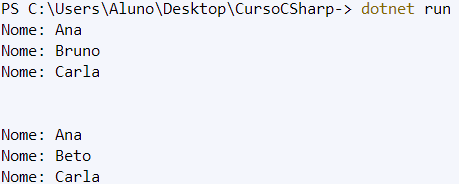 PS C:\Users\Aluno\Desktop\CursoCSharp-> dotnet run
Nome: Ana
Nome: Bruno
Nome: Carla
Nome: Ana
Nome: Beto
Nome: Carla